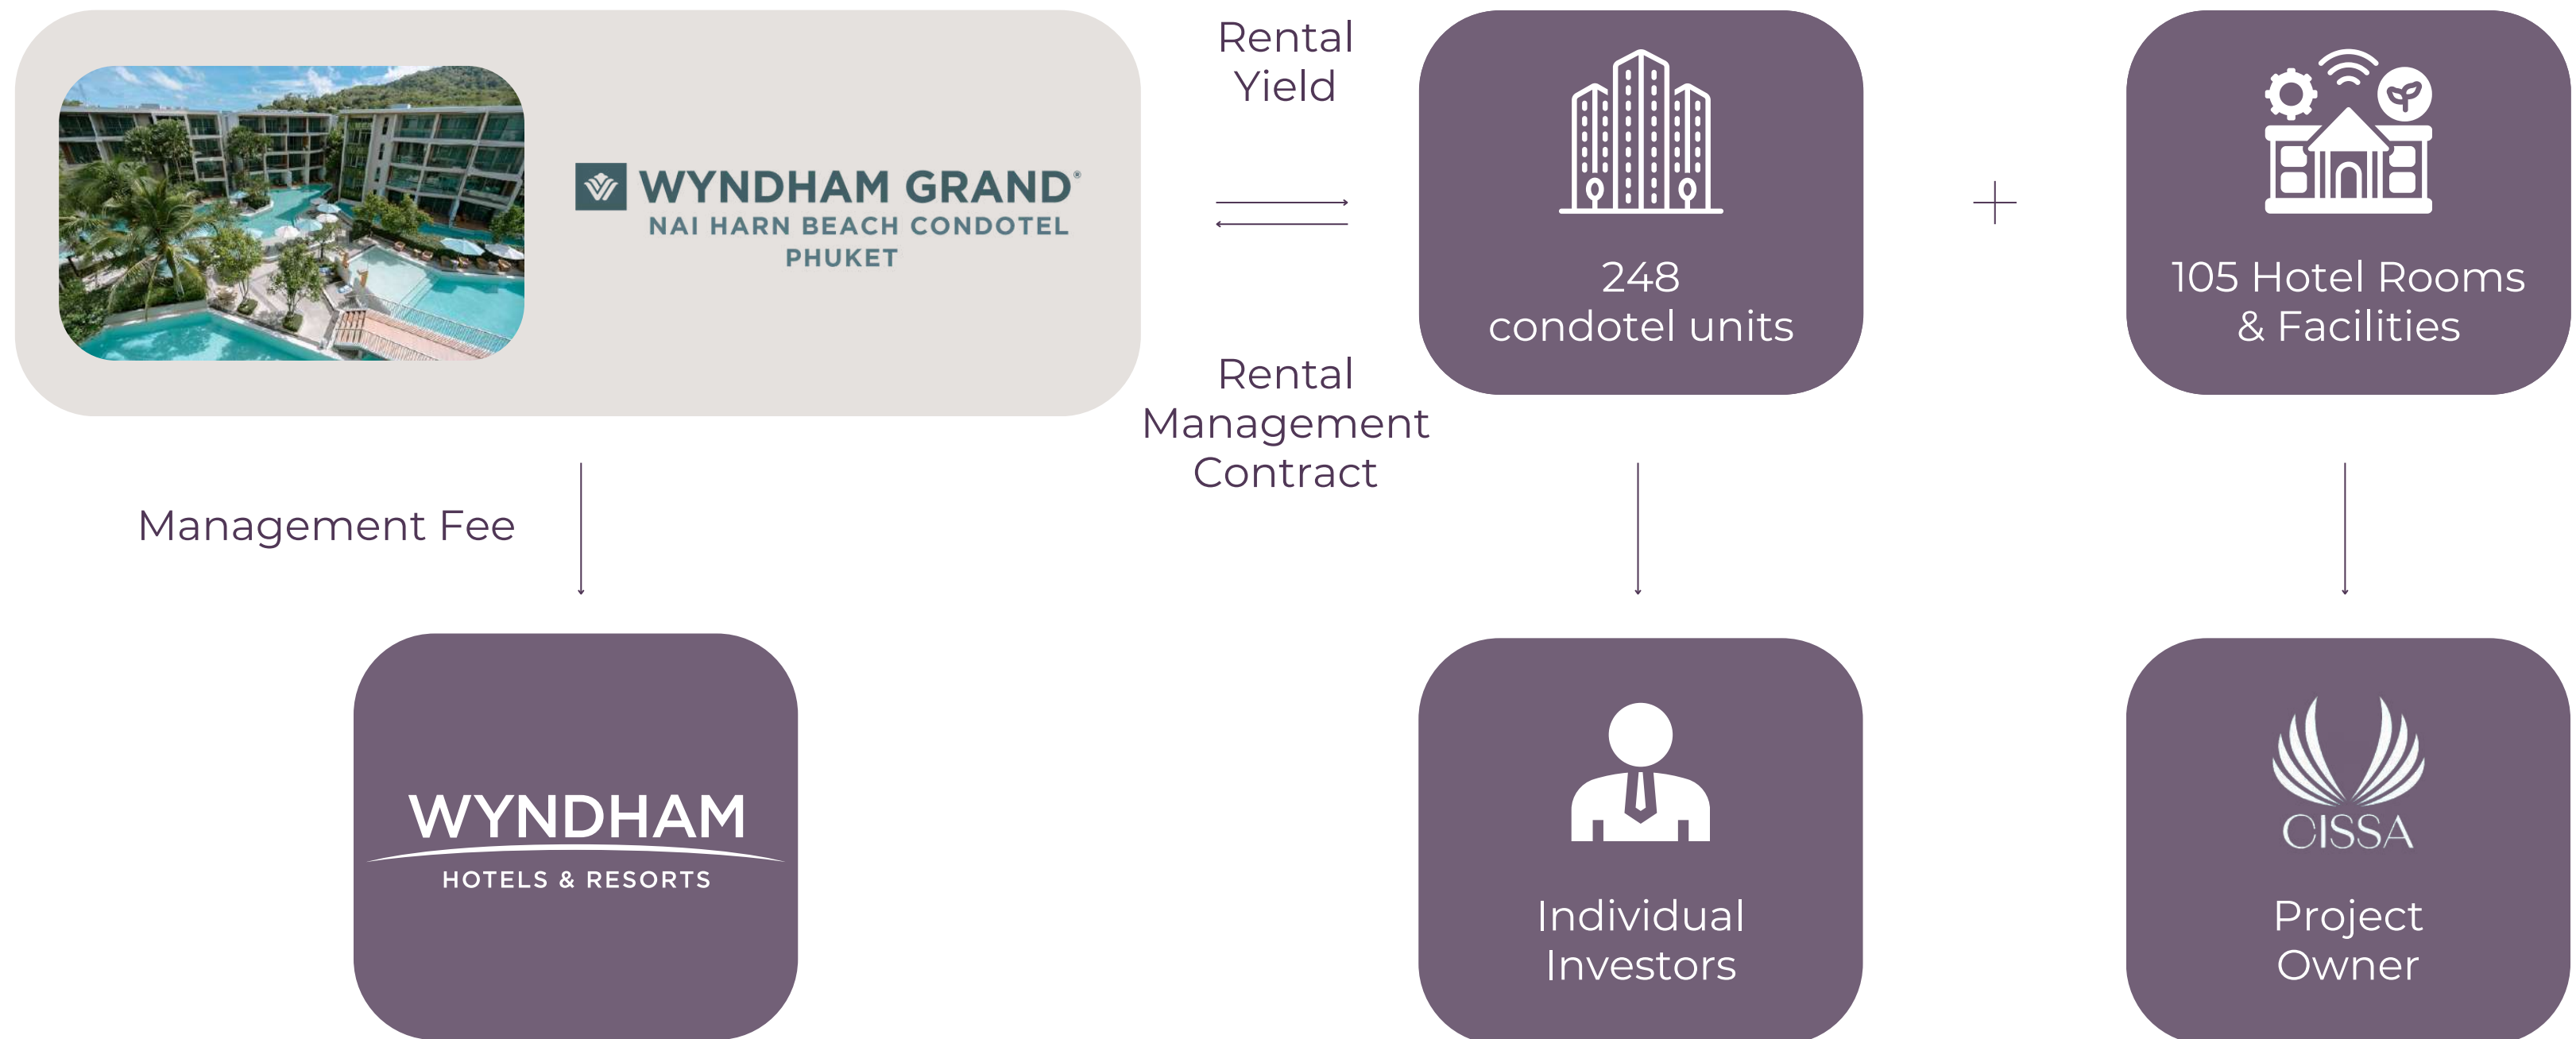 WYNDHAM GRAND®
NAI HARN BEACH CONDOTEL
PHUKET
Rental
Yield
Rental
Management
Contract
248
condotel units
105 Hotel Rooms
& Facilities
Management Fee
WYNDHAM
HOTELS & RESORTS
Individual
Investors
CISSA
Project
Owner